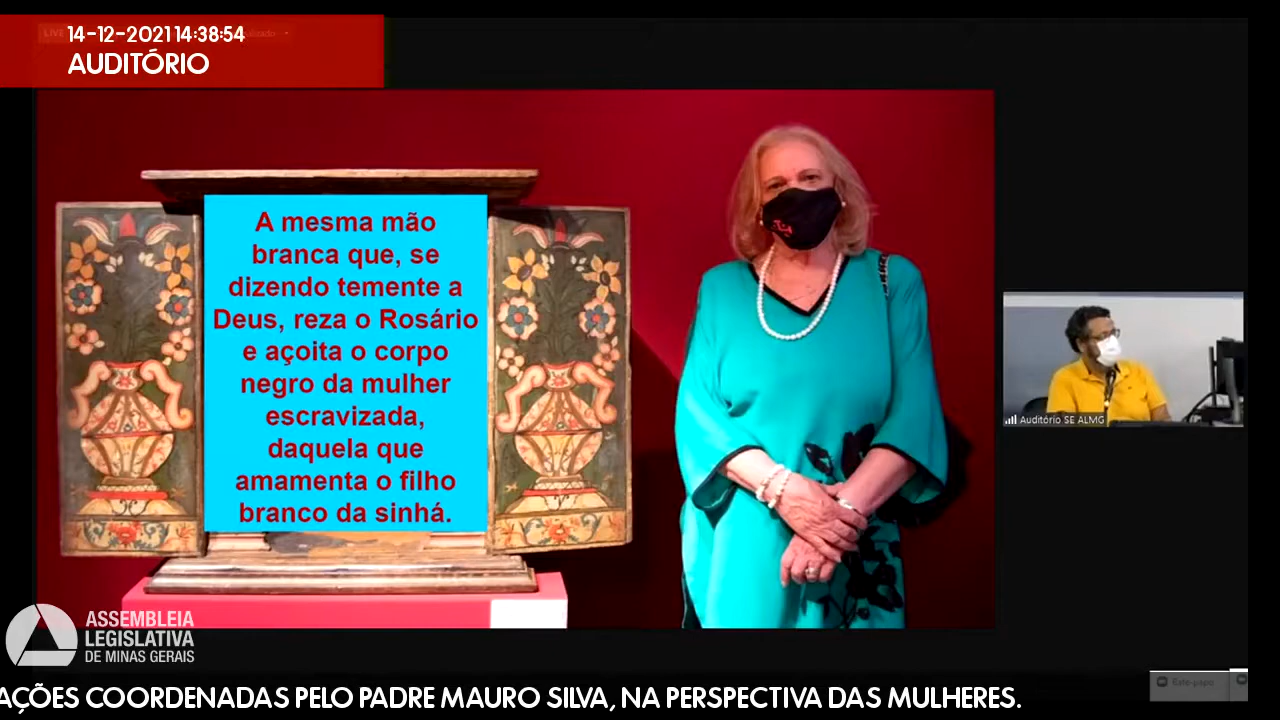 LIVE
14-12-2021 14:38:54
AUDITÓRIO
A mesma mão
branca que, se
dizendo temente a
Deus, reza o Rosário
e açoita o corpo
negro da mulher
escravizada,
daquela que
amamenta o filho
branco da sinhá.
Auditório SE ALMG
ASSEMBLEIA
LEGISLATIVA
DE MINAS GERAIS
AÇÕES COORDENADAS PELO PADRE MAURO SILVA, NA PERSPECTIVA DAS MULHERES.